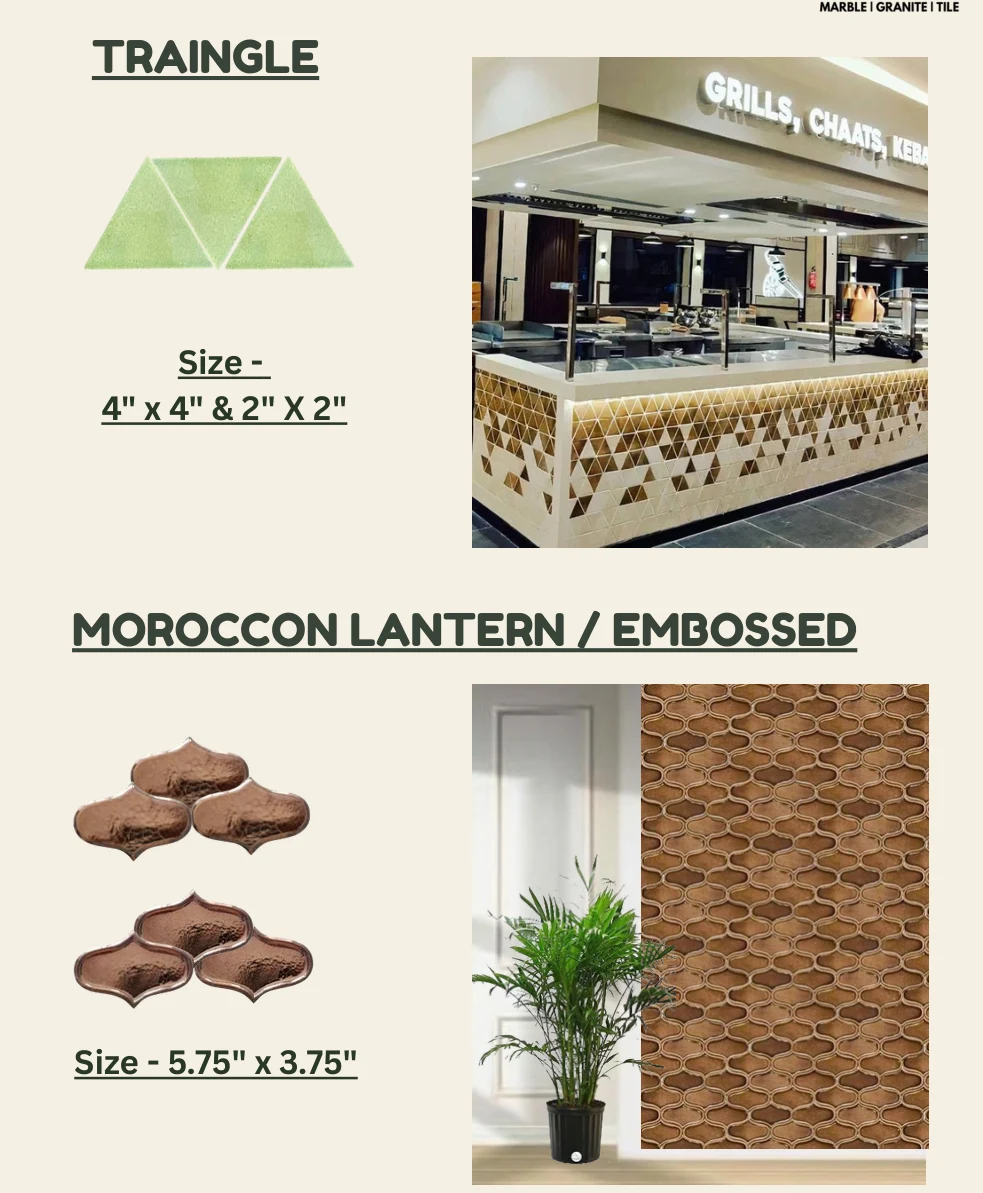 MARBLE | GRANITE | TILE
TRAINGLE
GRILLS, CHAATS, KEBA
Size -
4" x 4" & 2" X 2"
MOROCCON LANTERN / EMBOSSED
Size - 5.75" x 3.75"